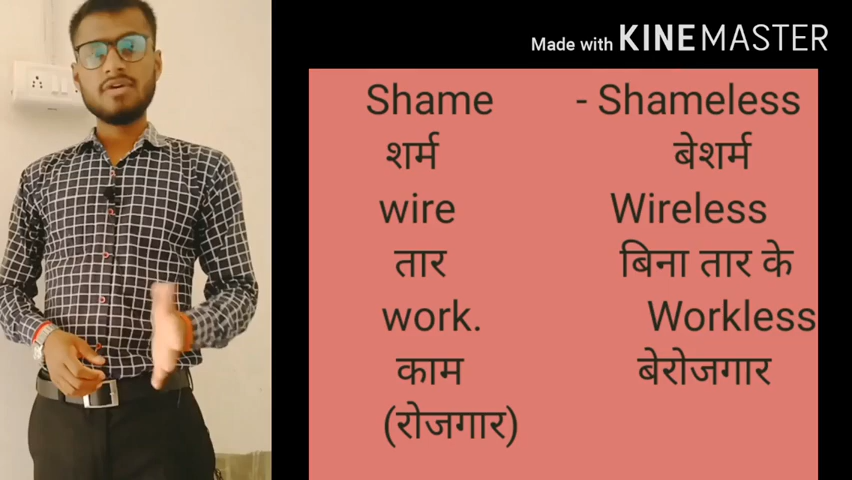 Made with KINEMASTER
Shame - Shameless
शर्म बेशर्म
wire Wireless
तार बिना तार के
work. Workless
काम बेरोजगार
(रोजगार)